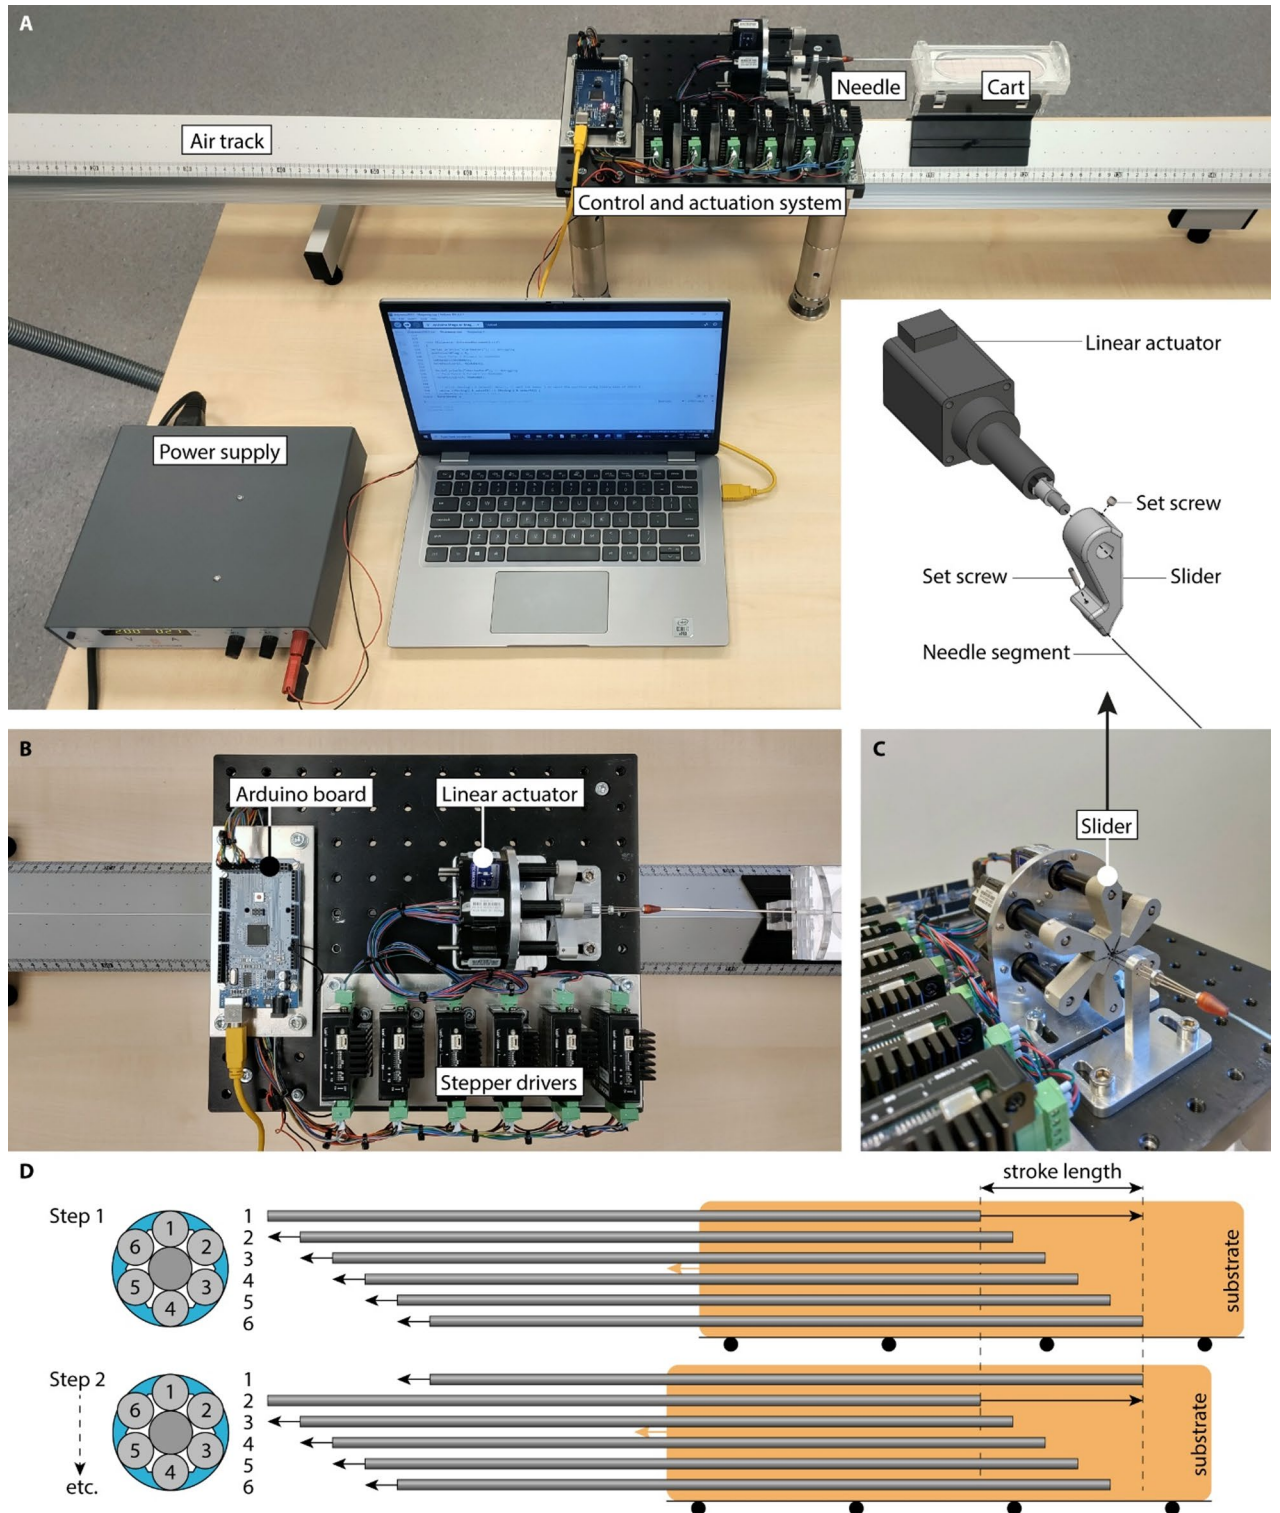 A
Needle
Cart
Air track
Control and actuation system
Linear actuator
Power supply
Set screw
Set screw
Slider
Needle segment
B
C
Arduino board
Linear actuator
Slider
Stepper drivers
D
stroke length
Step 1
1
2
3
4
5
6
1
2
3
4
5
6
substrate
Step 2
etc.
1
2
3
4
5
6
1
2
3
4
5
6
substrate